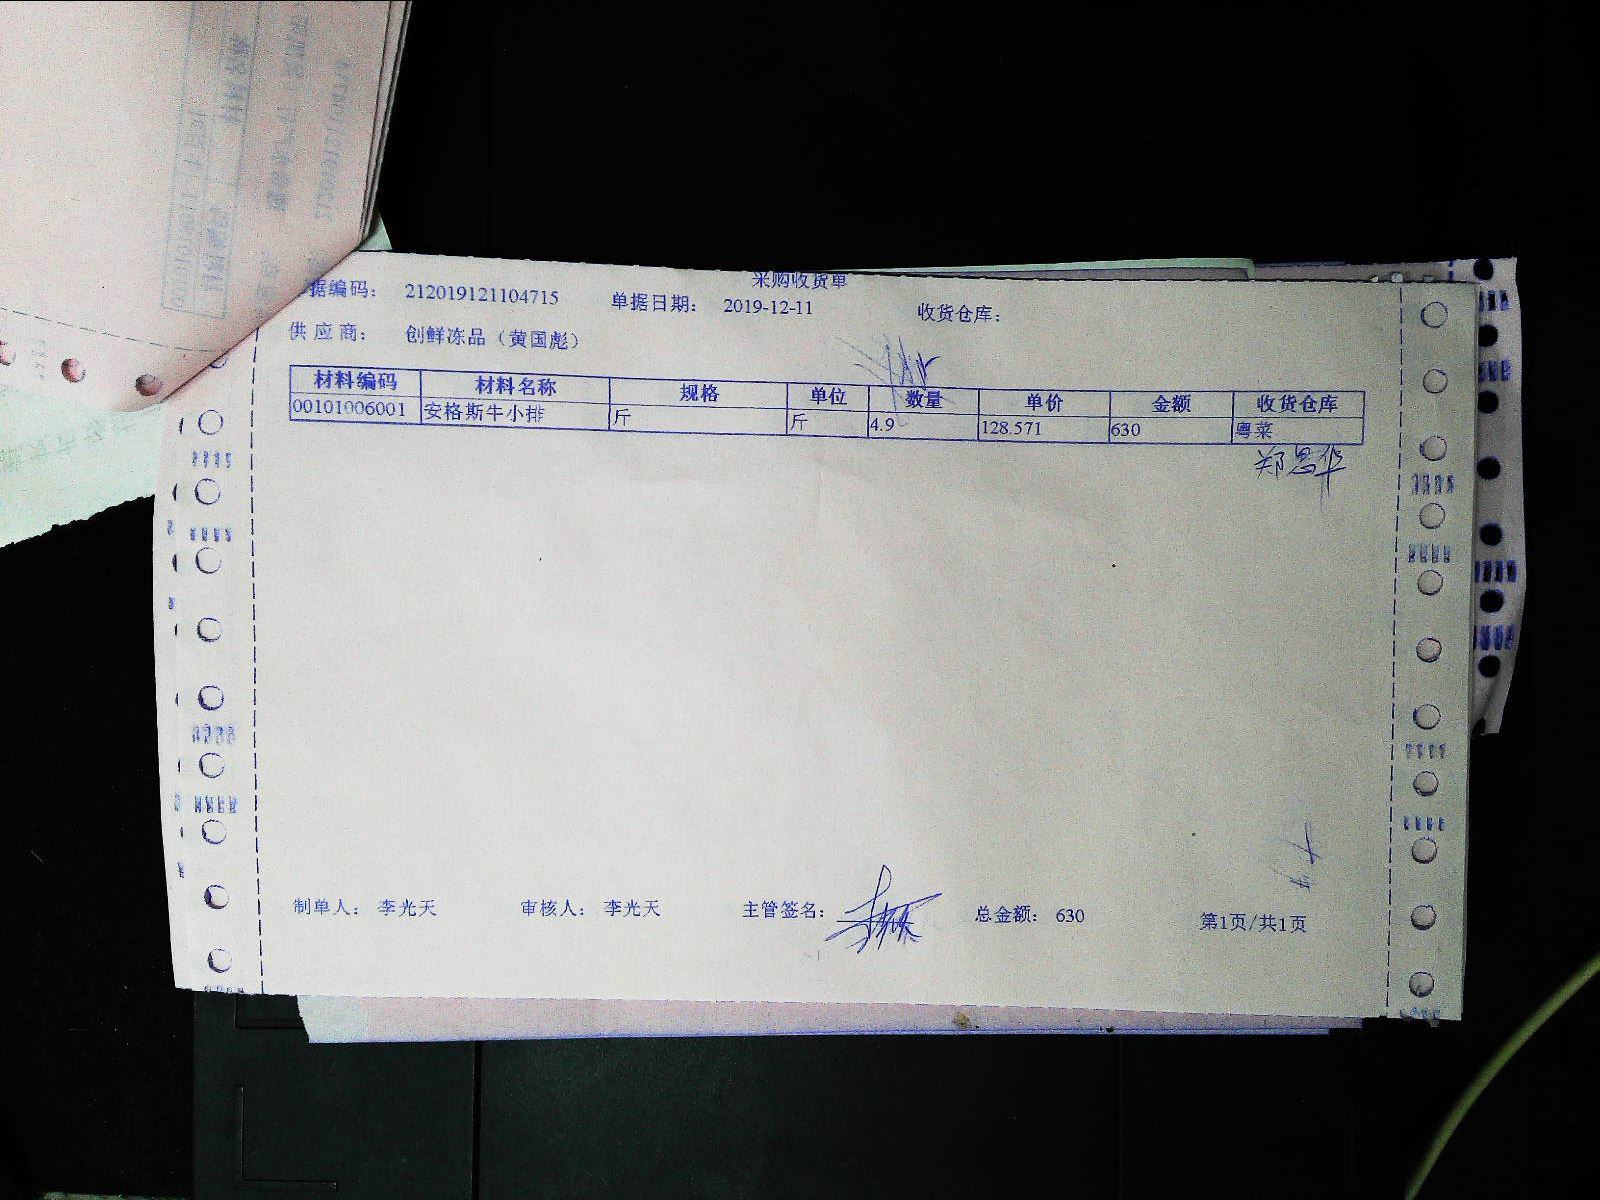 采购收货单
据编码： 212019121104715 单据日期： 2019-12-11 收货仓库：
供应商： 创鲜冻品（黄国彪）
材料编码 材料名称 规格 单位 数量 单价 金额 收货仓库
00101006001 安格斯牛小排 斤 斤 4.9 128.571 630 粤菜
郑思华
制单人： 李光天 审核人： 李光天 主管签名： 总金额： 630 第1页/共1页